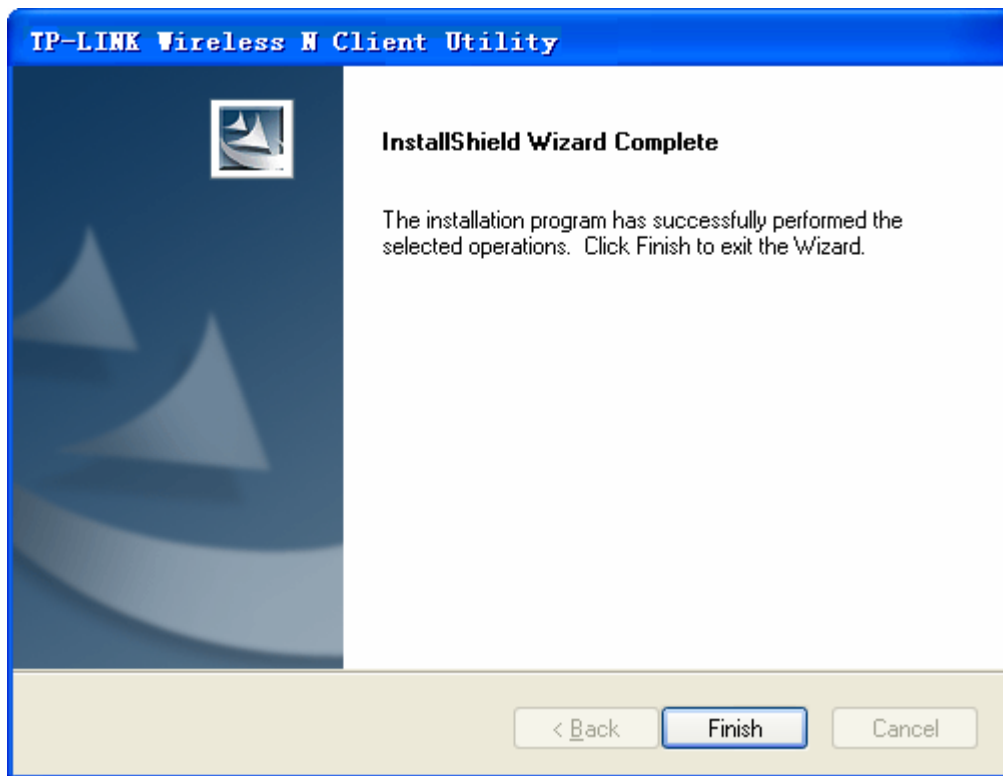 TP-LINK Wireless N Client Utility
InstallShield Wizard Complete
The installation program has successfully performed the
selected operations.  Click Finish to exit the Wizard.
< Back
Finish
Cancel